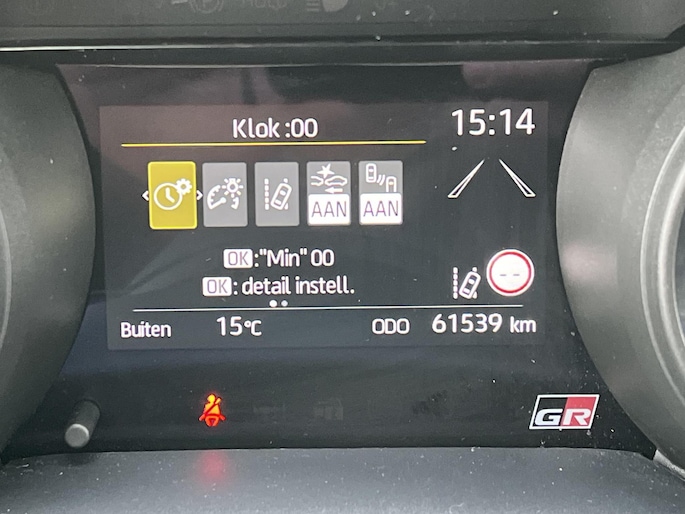 Klok :00
15:14
AAN
AAN
OK :"Min" 00
OK : detail instell.
-- 
Buiten 15°C ODO 61539 km
GR